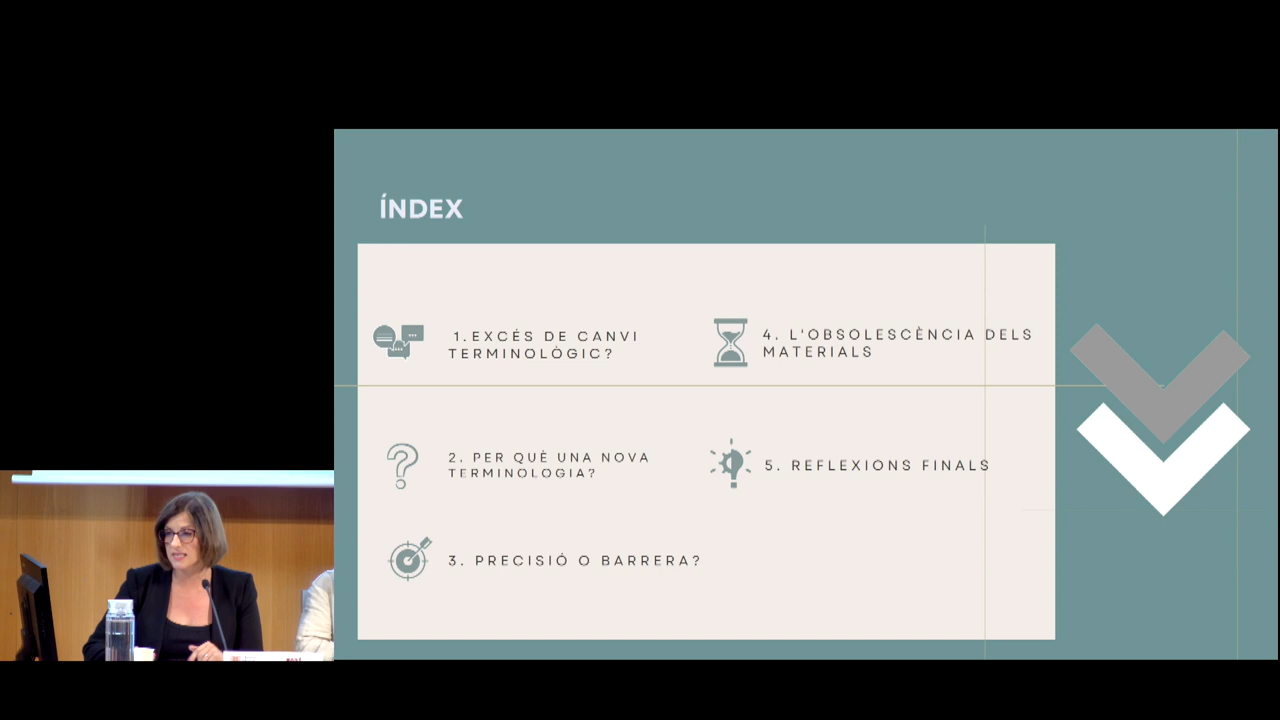 ÍNDEX
1.EXCÉS DE CANVI
TERMINOLÒGIC?
2. PER QUÈ UNA NOVA
TERMINOLOGIA?
3. PRECISIÓ O BARRERA?
4. L'OBSOLESCÈNCIA DELS
MATERIALS
5. REFLEXIONS FINALS